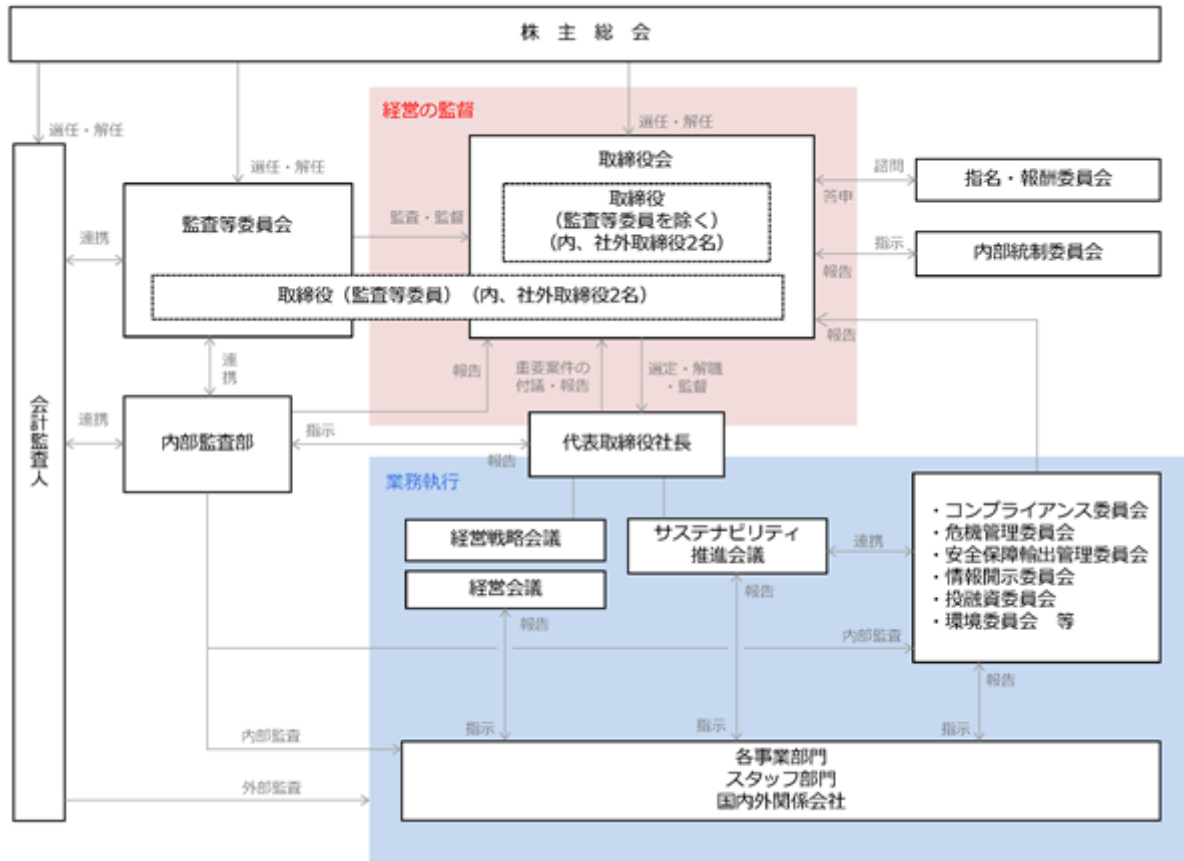 株 主 総 会
選任・解任
選任・解任
選任・解任
経営の監督
取締役会
取締役
（監査等委員を除く）
（内、社外取締役2名）
監査等委員会
監査・監督
連携
取締役（監査等委員）（内、社外取締役2名）
諮問
答申
指名・報酬委員会
指示
報告
内部統制委員会
報告
連
携
報告
重要案件の
付議・報告
選定・解職
・監督
会計監査人
連携
内部監査部
指示
報告
代表取締役社長
業務執行
経営戦略会議
経営会議
サステナビリティ
推進会議
連携
・コンプライアンス委員会
・危機管理委員会
・安全保障輸出管理委員会
・情報開示委員会
・投融資委員会
・環境委員会　等
報告
報告
内部監査
報告
指示
指示
指示
内部監査
外部監査
各事業部門
スタッフ部門
国内外関係会社